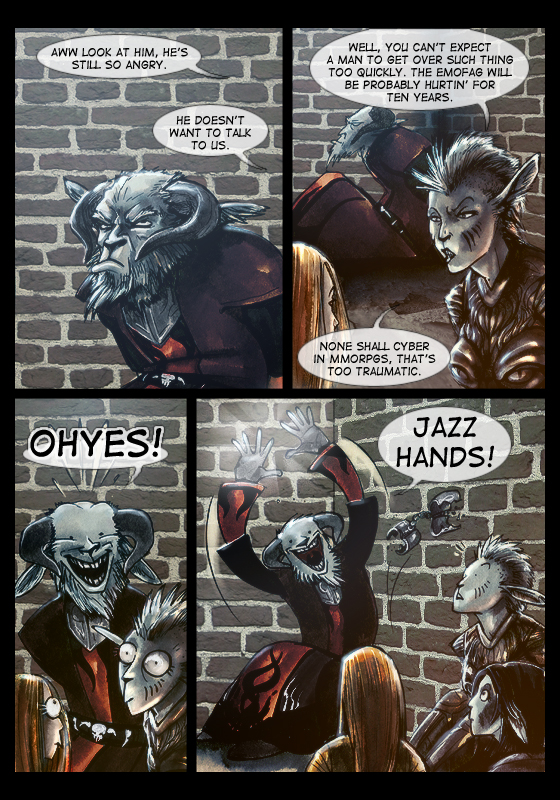 AWW LOOK AT HIM, HE'S
STILL SO ANGRY.
HE DOESN'T
WANT TO TALK
TO US.
WELL, YOU CAN'T EXPECT
A MAN TO GET OVER SUCH THING
TOO QUICKLY. THE EMOFAG WILL
BE PROBABLY HURTIN' FOR
TEN YEARS.
NONE SHALL CYBER
IN MMORPGS, THAT'S
TOO TRAUMATIC.
OHYES!
JAZZ
HANDS!